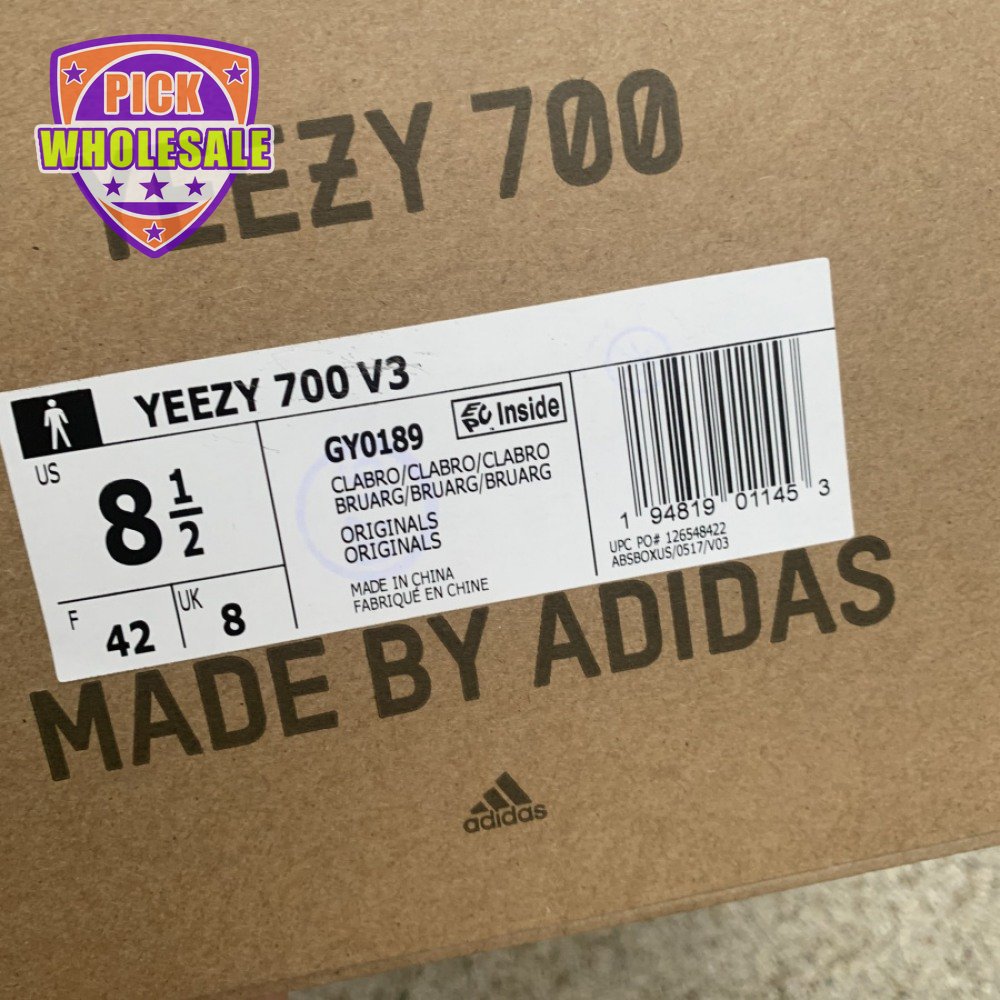 PICK
WHOLESALE
YEEZY 700
YEEZY 700 V3
US
8 1/2
F
42
UK
8
GY0189
EPC Inside
CLABRO/CLABRO/CLABRO
BRUARG/BRUARG/BRUARG
ORIGINALS
ORIGINALS
MADE IN CHINA
FABRIQUÉ EN CHINE
1 94819 01145 3
UPC PO# 126548422
ABSBOXUS/0517/V03
MADE BY ADIDAS
adidas